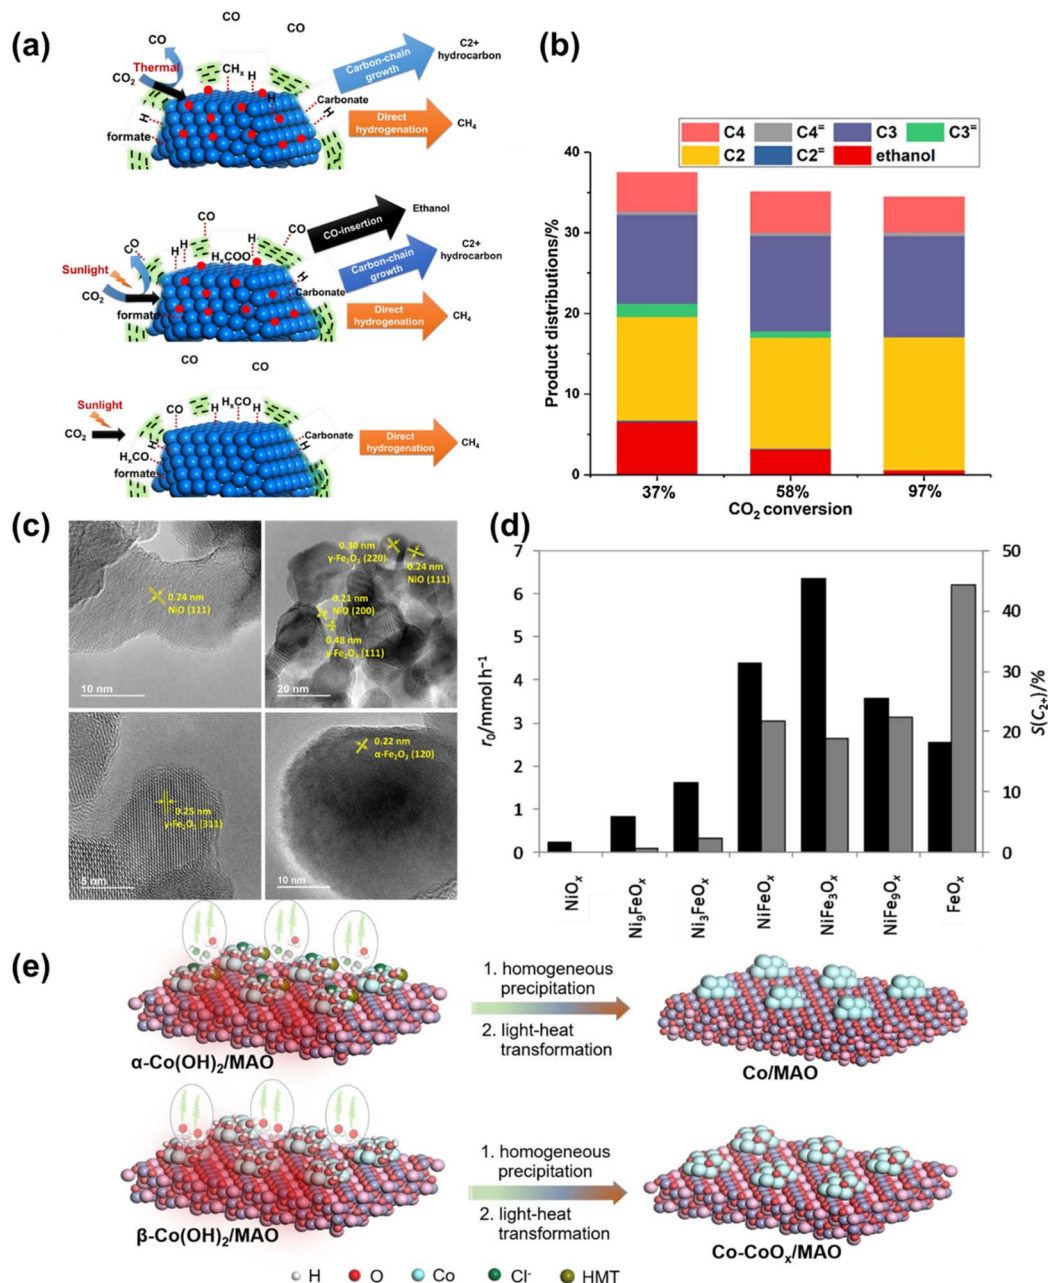 (a)
CO
CO
CO
Thermal
CO₂
CHₓ
H
H
H
formate
Carbonate
H
Carbon-chain
growth
C2+
hydrocarbon
Direct
hydrogenation
CH₄
CO
CO
CO
H
H
H
HₓCOO
Sunlight
CO₂
formate
H
Carbonate
CO-insertion
Ethanol
Carbon-chain
growth
C2+
hydrocarbon
Direct
hydrogenation
CH₄
CO
CO
Sunlight
CO₂
CO
H
HₓCO
H
H
HₓCO
formate
Carbonate
H
Direct
hydrogenation
CH₄
(b)
C4
C4⁼
C3
C3⁼
C2
C2⁼
ethanol
Product distributions/%
40
30
20
10
0
37%
58%
97%
CO₂ conversion
(c)
0.24 nm
NiO (111)
10 nm
0.30 nm
γ-Fe₂O₃ (220)
0.24 nm
NiO (111)
0.21 nm
NiO (200)
0.48 nm
γ-Fe₂O₃ (111)
20 nm
0.25 nm
γ-Fe₂O₃ (311)
5 nm
0.22 nm
α-Fe₂O₃ (120)
10 nm
(d)
r₀/mmol h⁻¹
7
6
5
4
3
2
1
0
50
40
30
20
10
0
S(C₂₊)/%
NiOₓ
Ni₉FeOₓ
Ni₃FeOₓ
NiFeOₓ
NiFe₃Oₓ
NiFe₉Oₓ
FeOₓ
(e)
α-Co(OH)₂/MAO
1. homogeneous
precipitation
2. light-heat
transformation
Co/MAO
β-Co(OH)₂/MAO
1. homogeneous
precipitation
2. light-heat
transformation
Co-CoOₓ/MAO
H
O
Co
Cl⁻
HMT